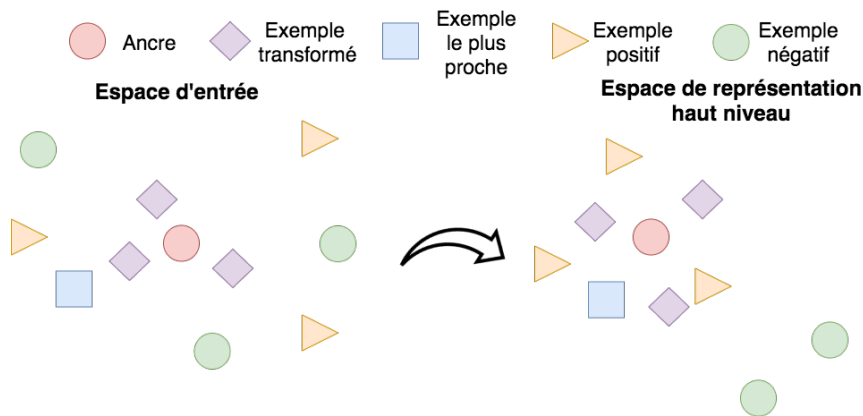 Ancre
Exemple
transformé
Exemple
le plus
proche
Exemple
positif
Exemple
négatif
Espace d'entrée
Espace de représentation
haut niveau